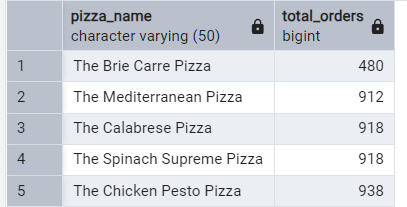 pizza_name total_orders
character varying (50) bigint
1 The Brie Carre Pizza 480
2 The Mediterranean Pizza 912
3 The Calabrese Pizza 918
4 The Spinach Supreme Pizza 918
5 The Chicken Pesto Pizza 938